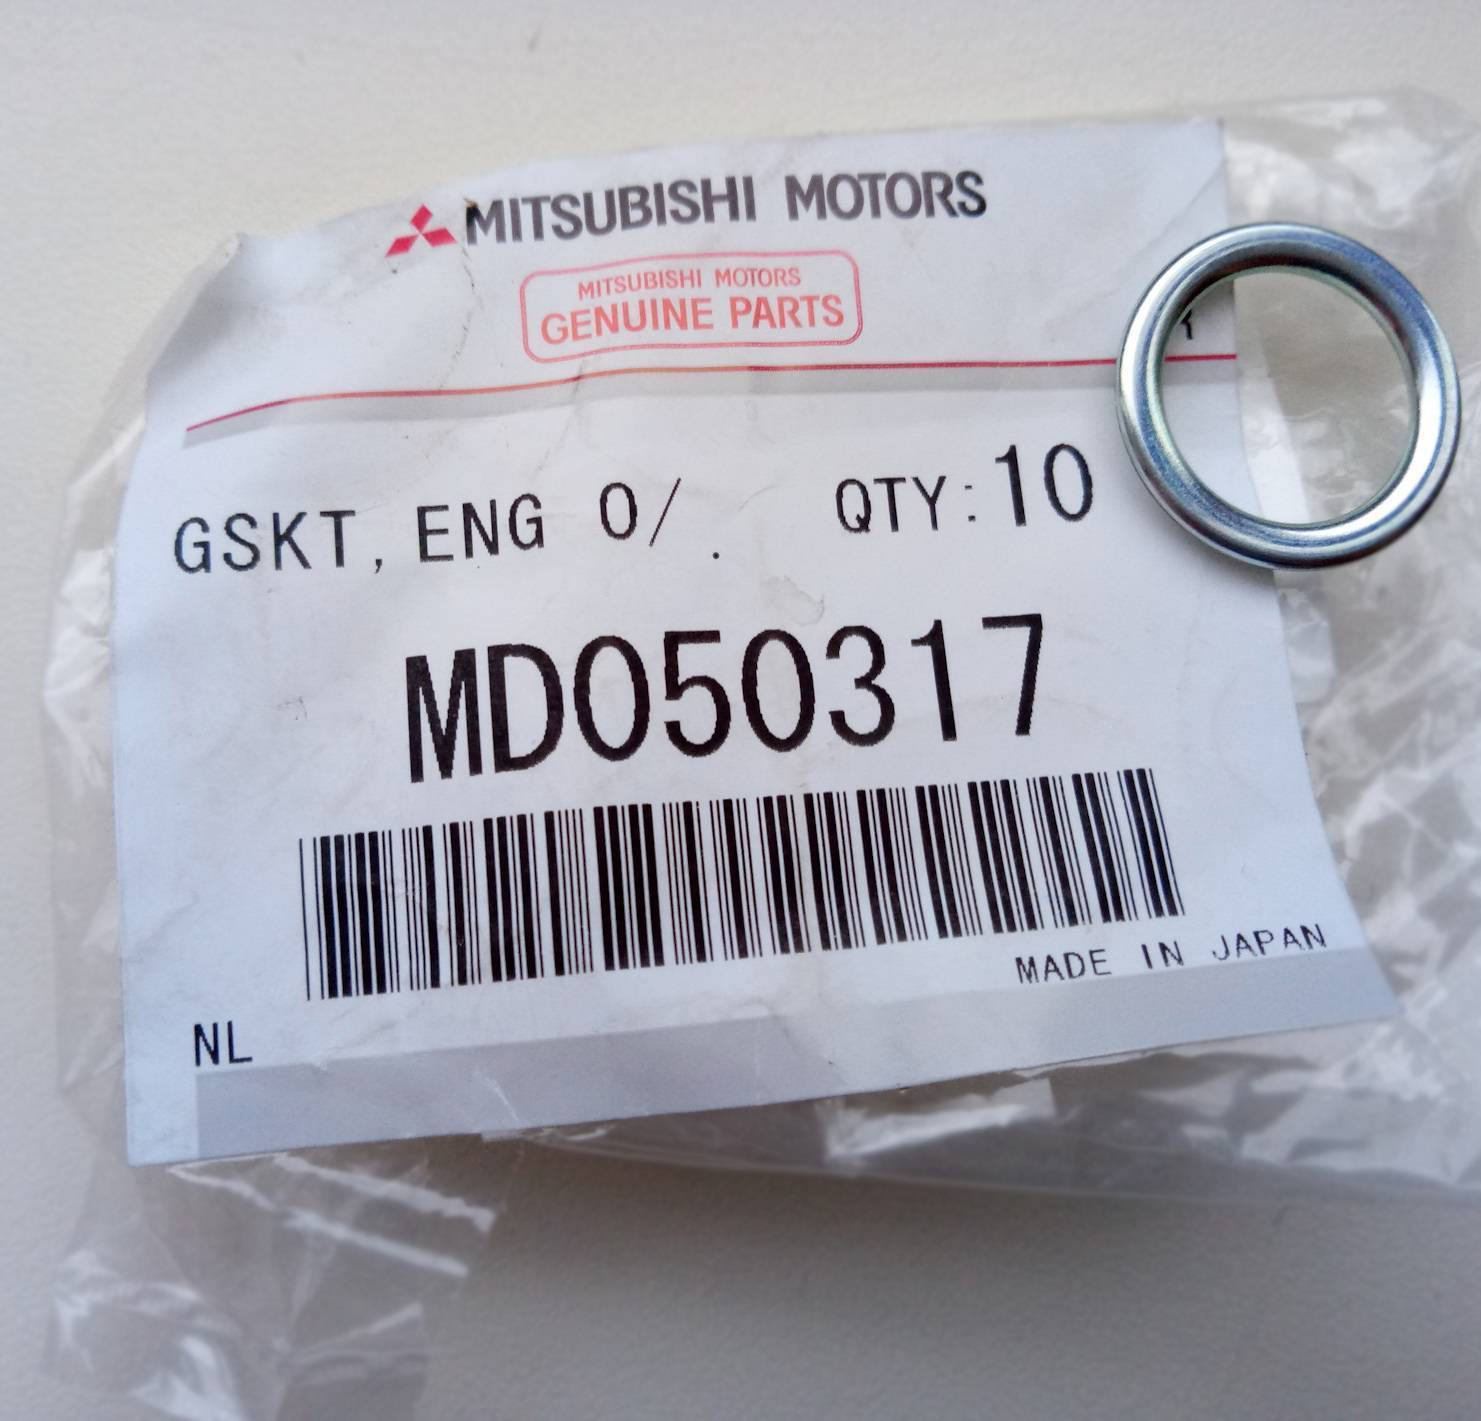 MITSUBISHI MOTORS
MITSUBISHI MOTORS
GENUINE PARTS
GSKT, ENG O/ . QTY:10
MD050317
MADE IN JAPAN
NL